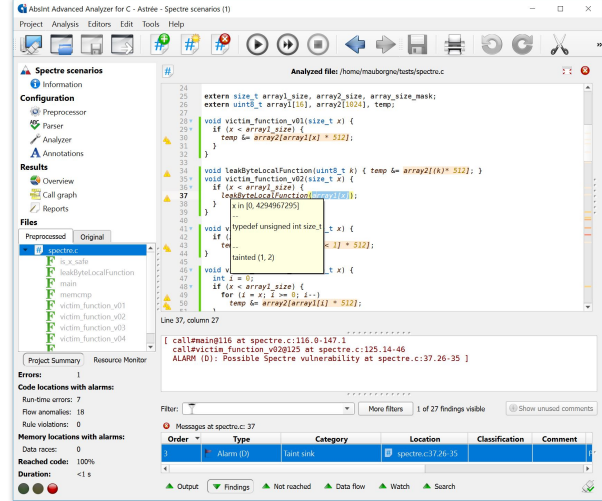 AbsInt Advanced Analyzer for C - Astrée - Spectre scenarios (1)
Project Analysis Editors Edit Tools Help
Spectre scenarios
Information
Configuration
Preprocessor
Parser
Analyzer
Annotations
Results
Overview
Call graph
Reports
Files
Preprocessed Original
spectre.c
is_x_safe
leakByteLocalFunction
main
memcmp
victim_function_v01
victim_function_v02
victim_function_v03
victim_function_v04
Project Summary Resource Monitor
Errors: 1
Code locations with alarms:
Run-time errors: 7
Flow anomalies: 18
Rule violations: 0
Memory locations with alarms:
Data races: 0
Reached code: 100%
Duration: <1 s
Analyzed file: /home/mauborgne/tests/spectre.c
24
25 extern size_t array1_size, array2_size, array_size_mask;
26 extern uint8_t array1[16], array2[1024], temp;
27
28 void victim_function_v01(size_t x) {
29 if (x < array1_size) {
30 temp &= array2[array1[x] * 512];
31 }
32 }
33
34 void leakByteLocalFunction(uint8_t k) { temp &= array2[(k)* 512]; }
35 void victim_function_v02(size_t x) {
36 if (x < array1_size) {
37 leakByteLocalFunction(array1[x]);
38 }
39 }
40
41 void v _t x) {
42 if (
43 te < 1] * 512];
44 }
45
46 void v _t x) {
47 int i = 0;
48 if (x < array1_size) {
49 for (i = x; i >= 0; i--)
50 temp &= array2[array1[i] * 512];
51 }
x in [0, 4294967295]
...
typedef unsigned int size_t
...
tainted (1, 2)
Line 37, column 27
[ call#main@116 at spectre.c:116.0-147.1
call#victim_function_v02@125 at spectre.c:125.14-46
ALARM (D): Possible Spectre vulnerability at spectre.c:37.26-35 ]
Filter: More filters 1 of 27 findings visible Show unused comments
Messages at spectre.c: 37
Order Type Category Location Classification Comment
3 Alarm (D) Taint sink spectre.c:37.26-35
Output Findings Not reached Data flow Watch Search